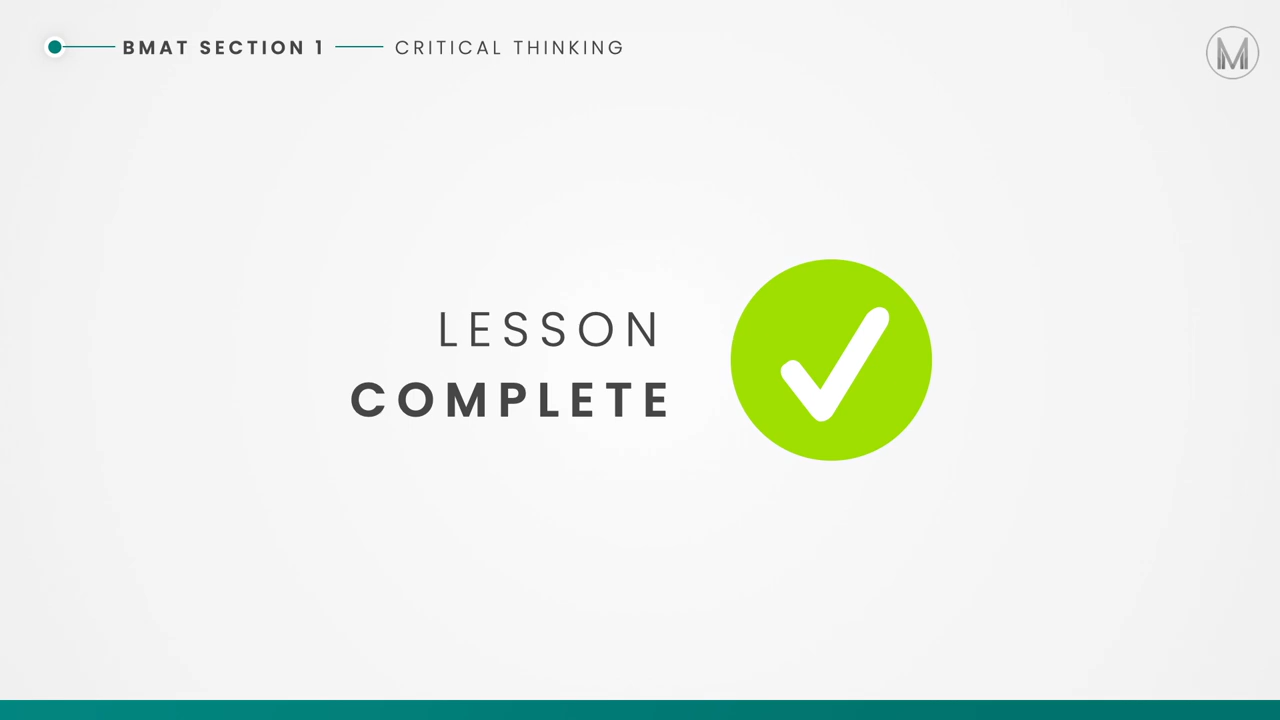 BMAT SECTION 1 CRITICAL THINKING
M
LESSON
COMPLETE